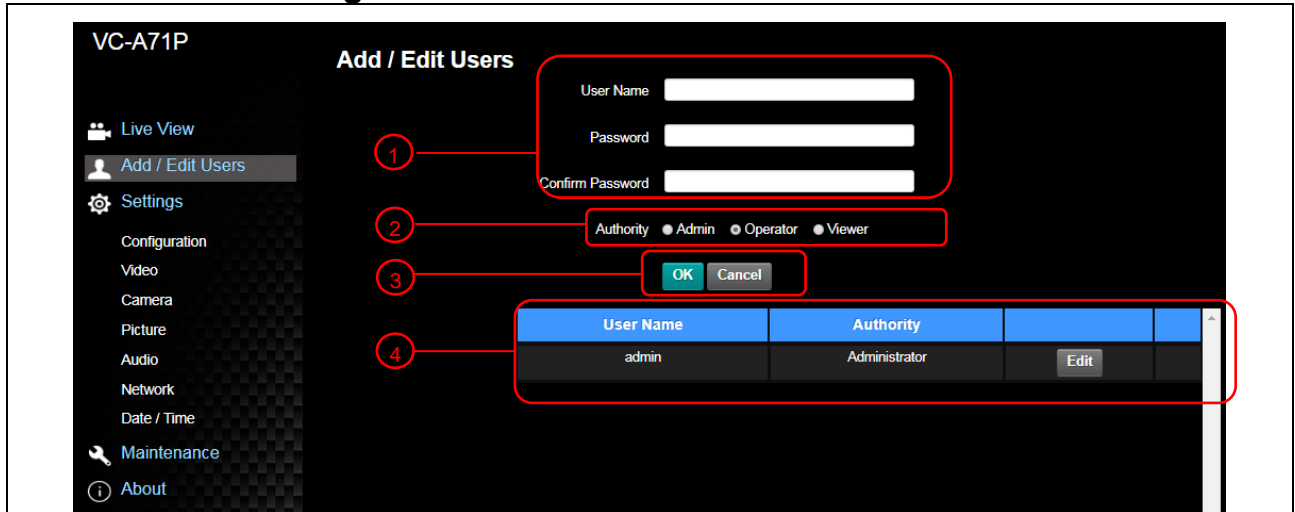 VC-A71P
Live View
Add / Edit Users
Settings
Configuration
Video
Camera
Picture
Audio
Network
Date / Time
Maintenance
About
Add / Edit Users
1
User Name
Password
Confirm Password
2
Authority Admin Operator Viewer
3
OK Cancel
4
User Name Authority
admin Administrator Edit